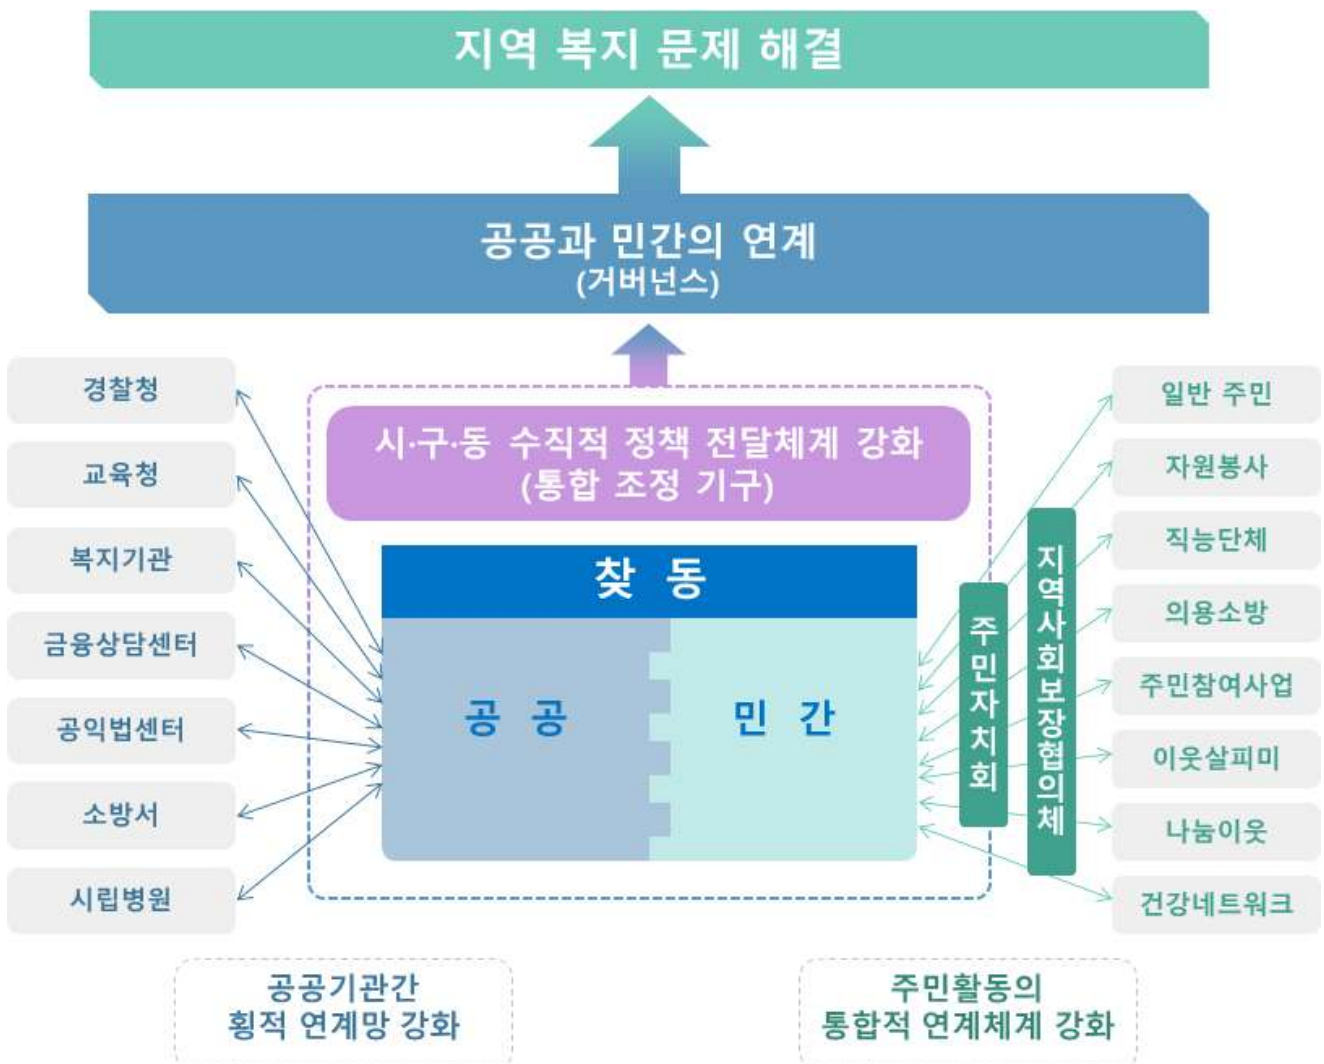 지역 복지 문제 해결
공공과 민간의 연계
(거버넌스)
시·구·동 수직적 정책 전달체계 강화
(통합 조정 기구)
찾 동
공 공
민 간
경찰청
교육청
복지기관
금융상담센터
공익법센터
소방서
시립병원
주민자치회
지역사회보장협의체
일반 주민
자원봉사
직능단체
의용소방
주민참여사업
이웃살피미
나눔이웃
건강네트워크
공공기관간
횡적 연계망 강화
주민활동의
통합적 연계체계 강화